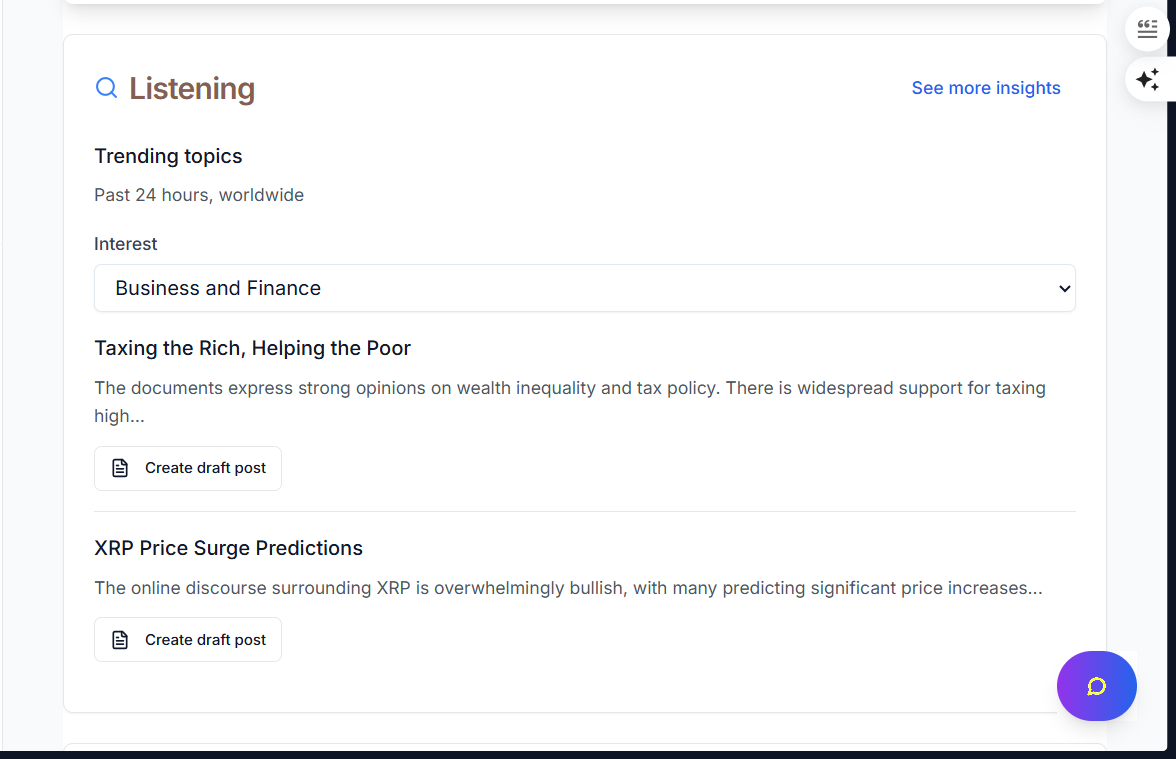 Listening
See more insights
Trending topics
Past 24 hours, worldwide
Interest
Business and Finance
Taxing the Rich, Helping the Poor
The documents express strong opinions on wealth inequality and tax policy. There is widespread support for taxing
high...
Create draft post
XRP Price Surge Predictions
The online discourse surrounding XRP is overwhelmingly bullish, with many predicting significant price increases...
Create draft post